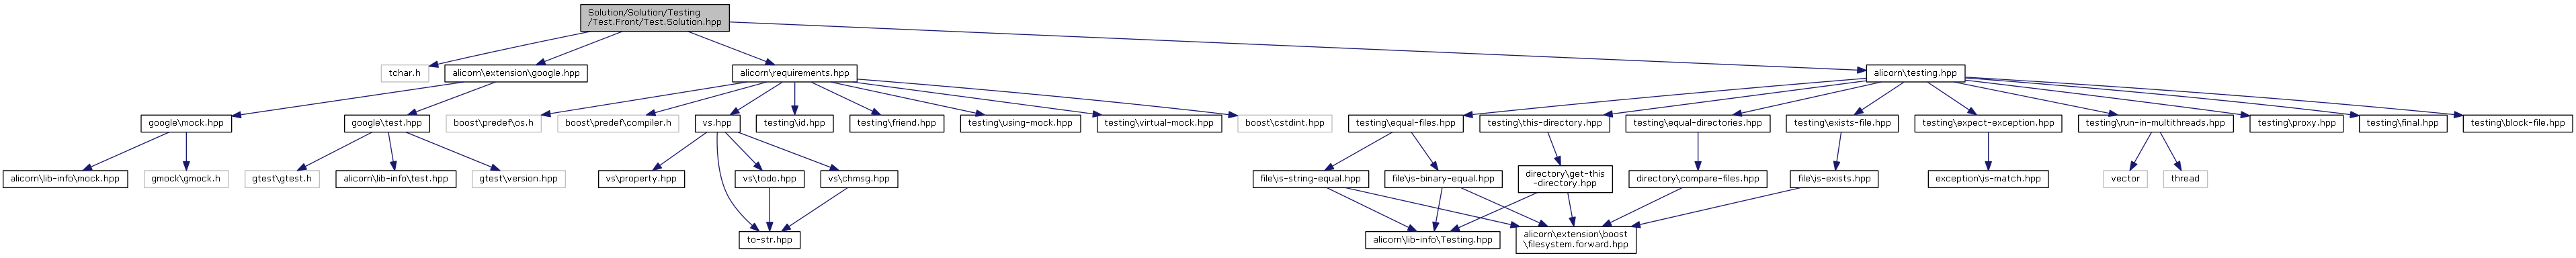 Solution/Solution/Testing
/Test.Front/Test.Solution.hpp
tchar.h
alicorn\extension\google.hpp
alicorn\requirements.hpp
alicorn\testing.hpp
google\mock.hpp
google\test.hpp
boost\predef\os.h
boost\predef\compiler.h
vs.hpp
testing\id.hpp
testing\friend.hpp
testing\using-mock.hpp
testing\virtual-mock.hpp
boost\cstdint.hpp
testing\equal-files.hpp
testing\this-directory.hpp
testing\equal-directories.hpp
testing\exists-file.hpp
testing\expect-exception.hpp
testing\run-in-multithreads.hpp
testing\proxy.hpp
testing\final.hpp
testing\block-file.hpp
alicorn\lib-info\mock.hpp
gmock\gmock.h
gtest\gtest.h
alicorn\lib-info\test.hpp
gtest\version.hpp
vs\property.hpp
vs\todo.hpp
vs\chmsg.hpp
file\is-string-equal.hpp
file\is-binary-equal.hpp
directory\get-this
-directory.hpp
directory\compare-files.hpp
file\is-exists.hpp
exception\is-match.hpp
vector
thread
to-str.hpp
alicorn\lib-info\Testing.hpp
alicorn\extension\boost
\filesystem.forward.hpp